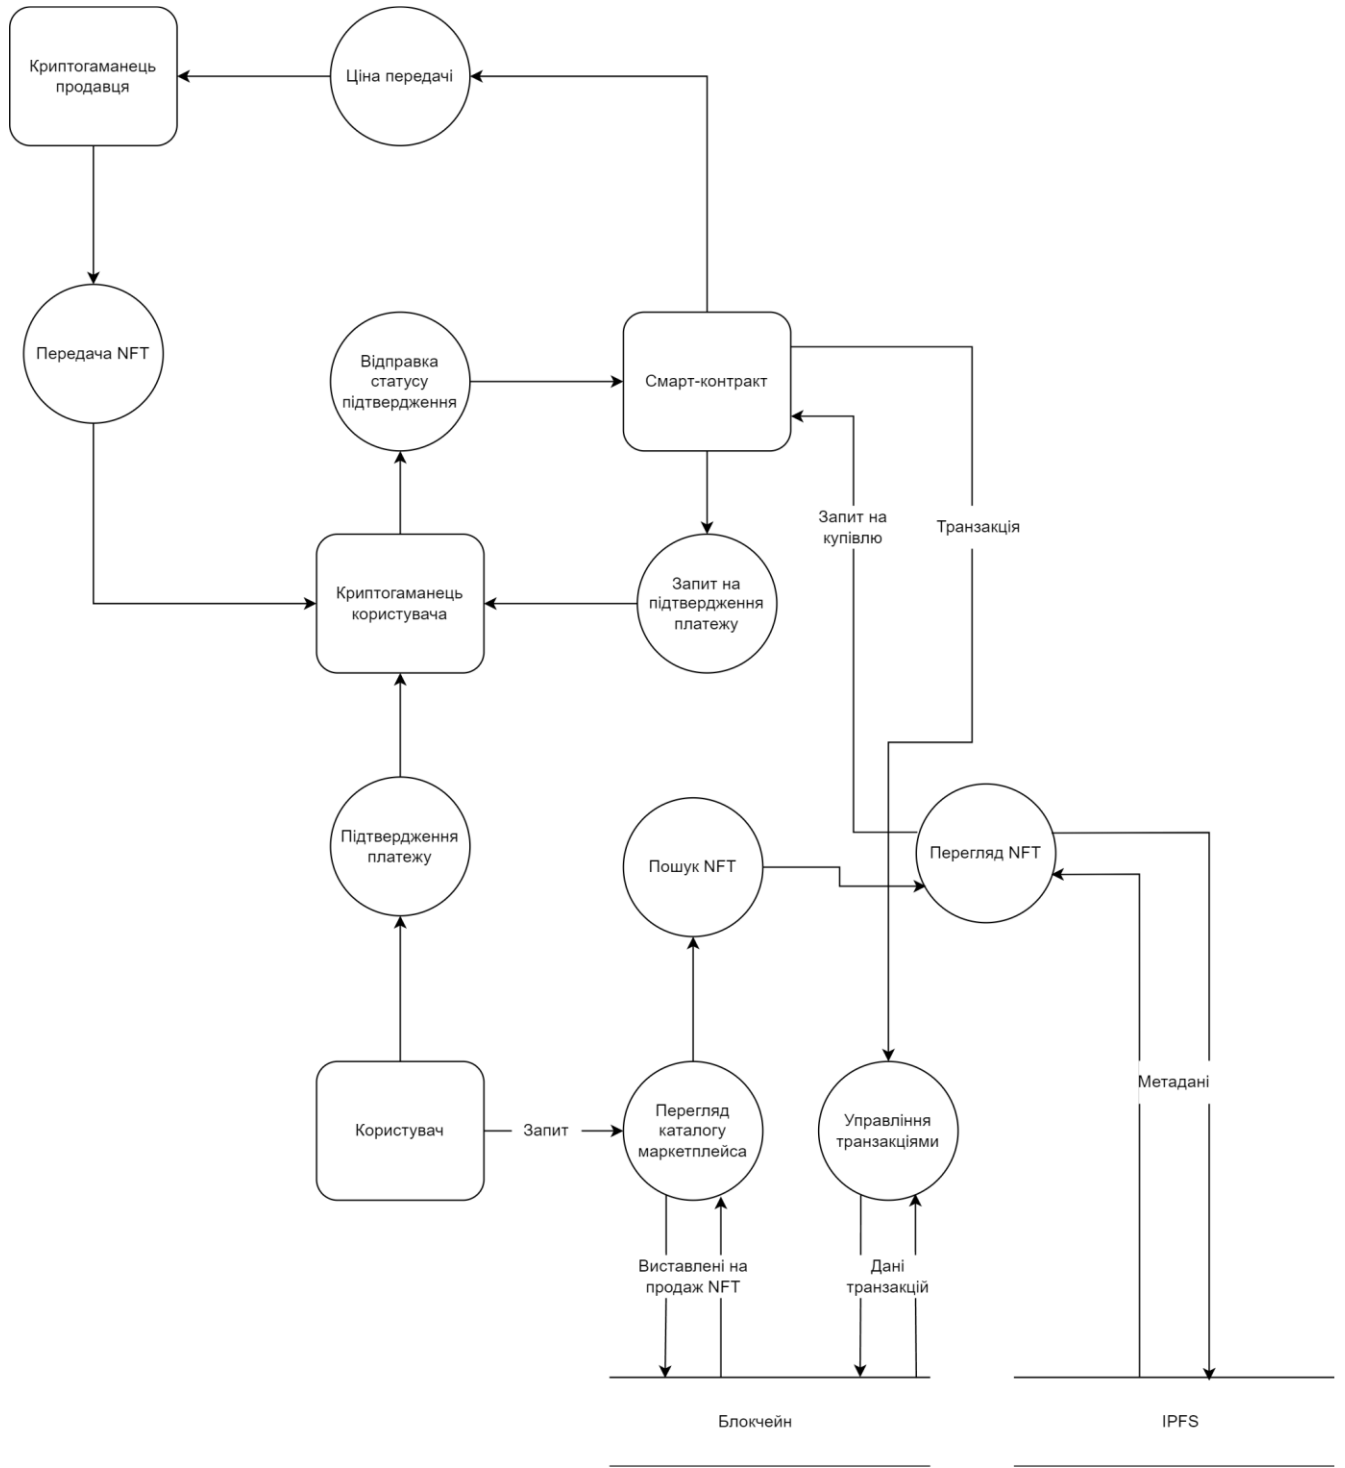 Криптогаманець
продавця
Ціна передачі
Передача NFT
Відправка
статусу
підтвердження
Смарт-контракт
Запит на
купівлю
Транзакція
Криптогаманець
користувача
Запит на
підтвердження
платежу
Підтвердження
платежу
Пошук NFT
Перегляд NFT
Користувач
Запит
Перегляд
каталогу
маркетплейса
Управління
транзакціями
Метадані
Виставлені на
продаж NFT
Дані
транзакцій
Блокчейн
IPFS